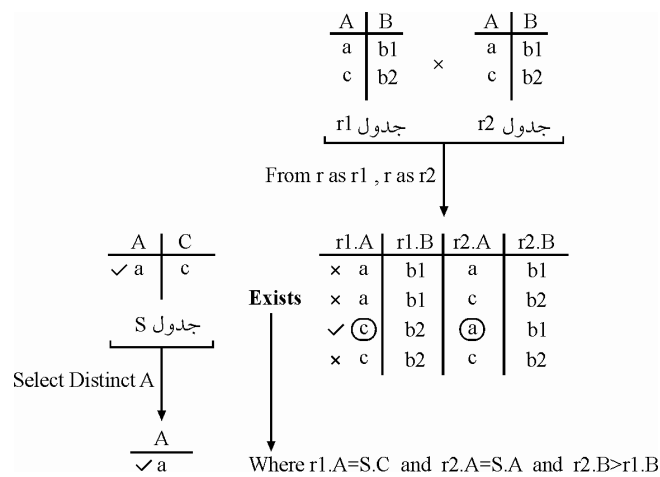 A B A B
a b1 × a b1
c b2 c b2
جدول r1 جدول r2
From r as r1 , r as r2
A C r1.A r1.B r2.A r2.B
✓ a c × a b1 a b1
Exists × a b1 c b2
جدول S ✓ c b2 a b1
× c b2 c b2
Select Distinct A
A
✓ a
Where r1.A=S.C and r2.A=S.A and r2.B>r1.B